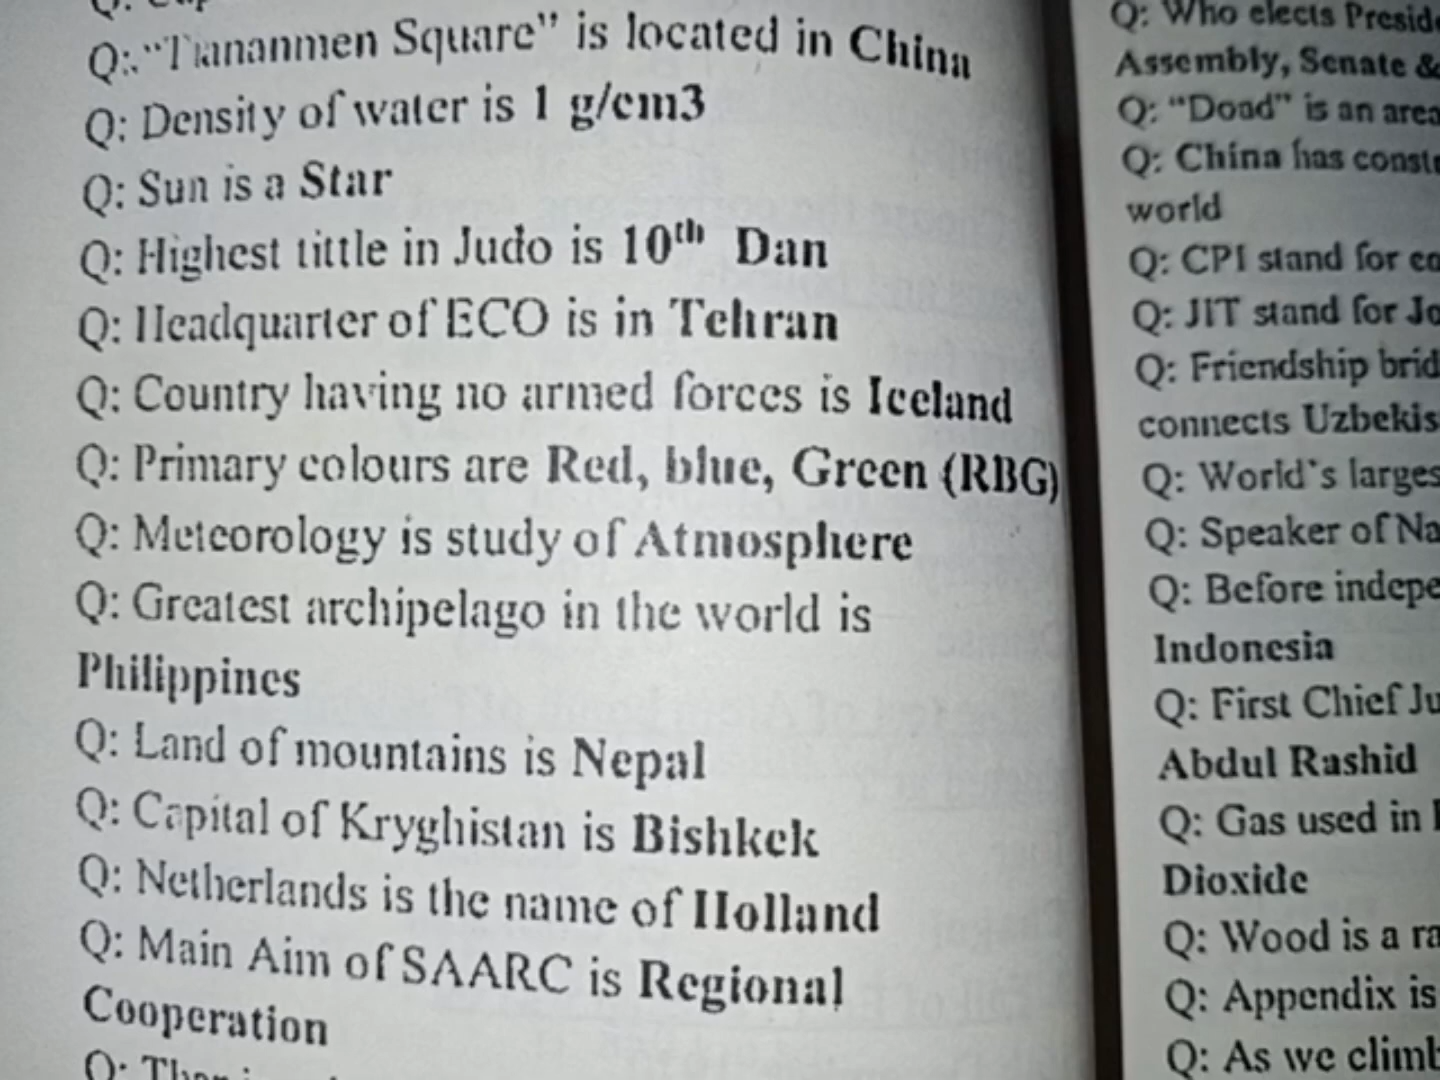 Q: "Tiananmen Square" is located in China
Q: Density of water is 1 g/cm3
Q: Sun is a Star
Q: Highest tittle in Judo is 10th Dan
Q: Headquarter of ECO is in Tehran
Q: Country having no armed forces is Iceland
Q: Primary colours are Red, blue, Green (RBG)
Q: Meteorology is study of Atmosphere
Q: Greatest archipelago in the world is
Philippines
Q: Land of mountains is Nepal
Q: Capital of Kryghistan is Bishkek
Q: Netherlands is the name of Holland
Q: Main Aim of SAARC is Regional
Cooperation
Q: Who elects
Assembly, Senate &
Q: "Doad" is an area
Q: China has
world
Q: CPI stand for
Q: JIT stand for
Q: Friendship
connects
Q: World's
Q: Speaker of
Q: Before
Indonesia
Q: First Chief
Abdul Rashid
Q: Gas used in
Dioxide
Q: Wood is a
Q: Appendix is
Q: As we